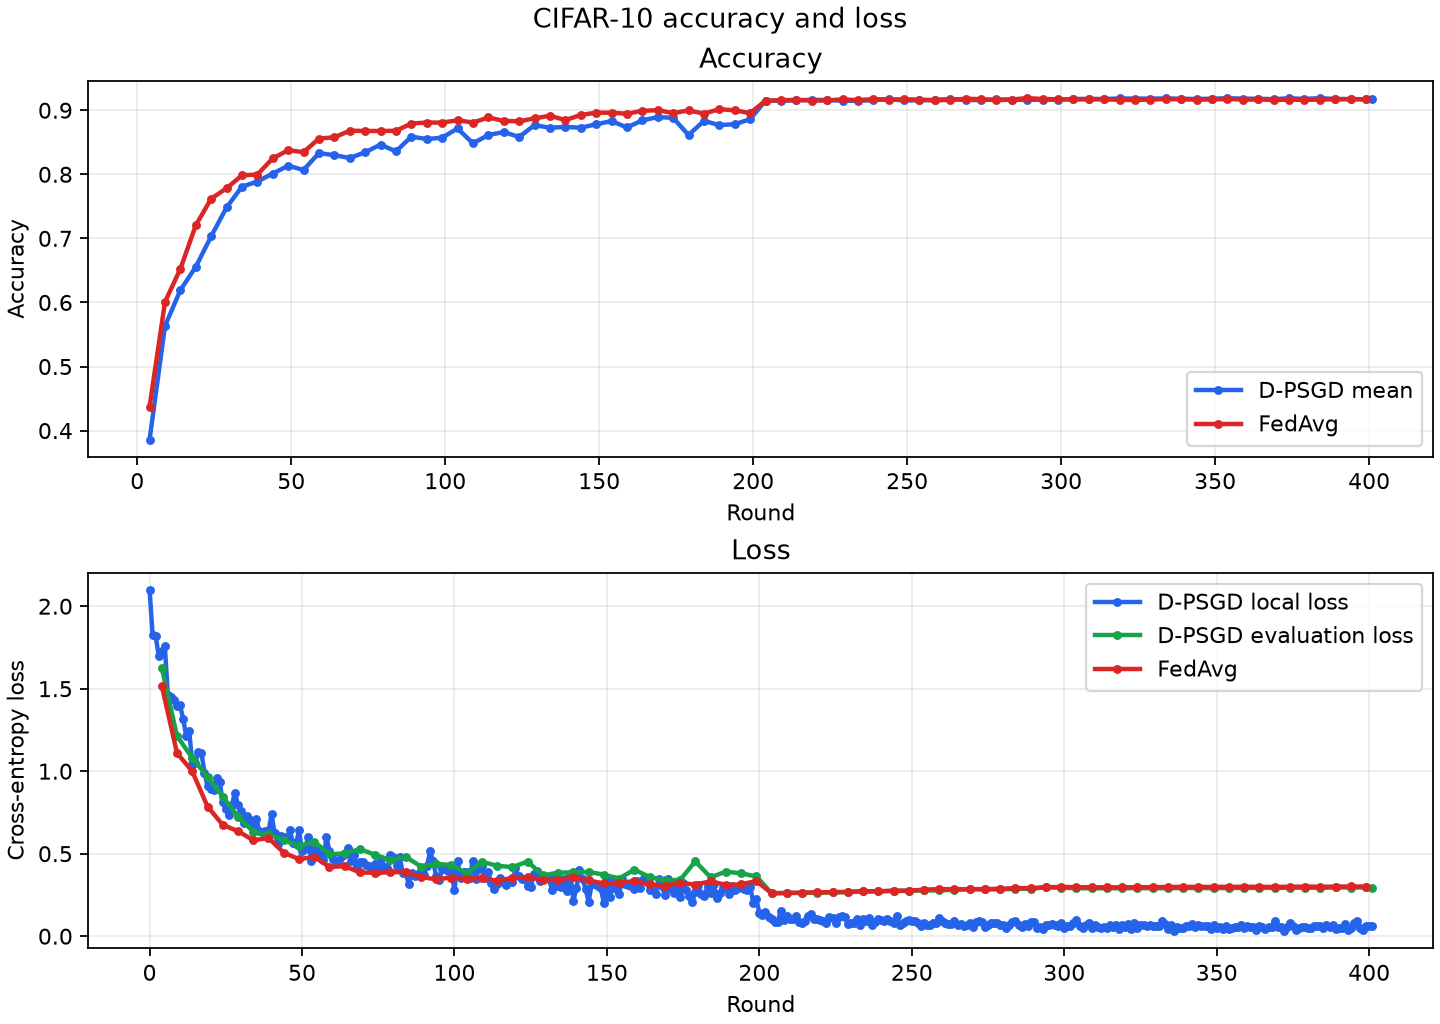 CIFAR-10 accuracy and loss
Accuracy
0.9
0.8
0.7
0.6
0.5
0.4
Accuracy
D-PSGD mean
FedAvg
0 50 100 150 200 250 300 350 400
Round
Loss
2.0
1.5
1.0
0.5
0.0
Cross-entropy loss
D-PSGD local loss
D-PSGD evaluation loss
FedAvg
0 50 100 150 200 250 300 350 400
Round